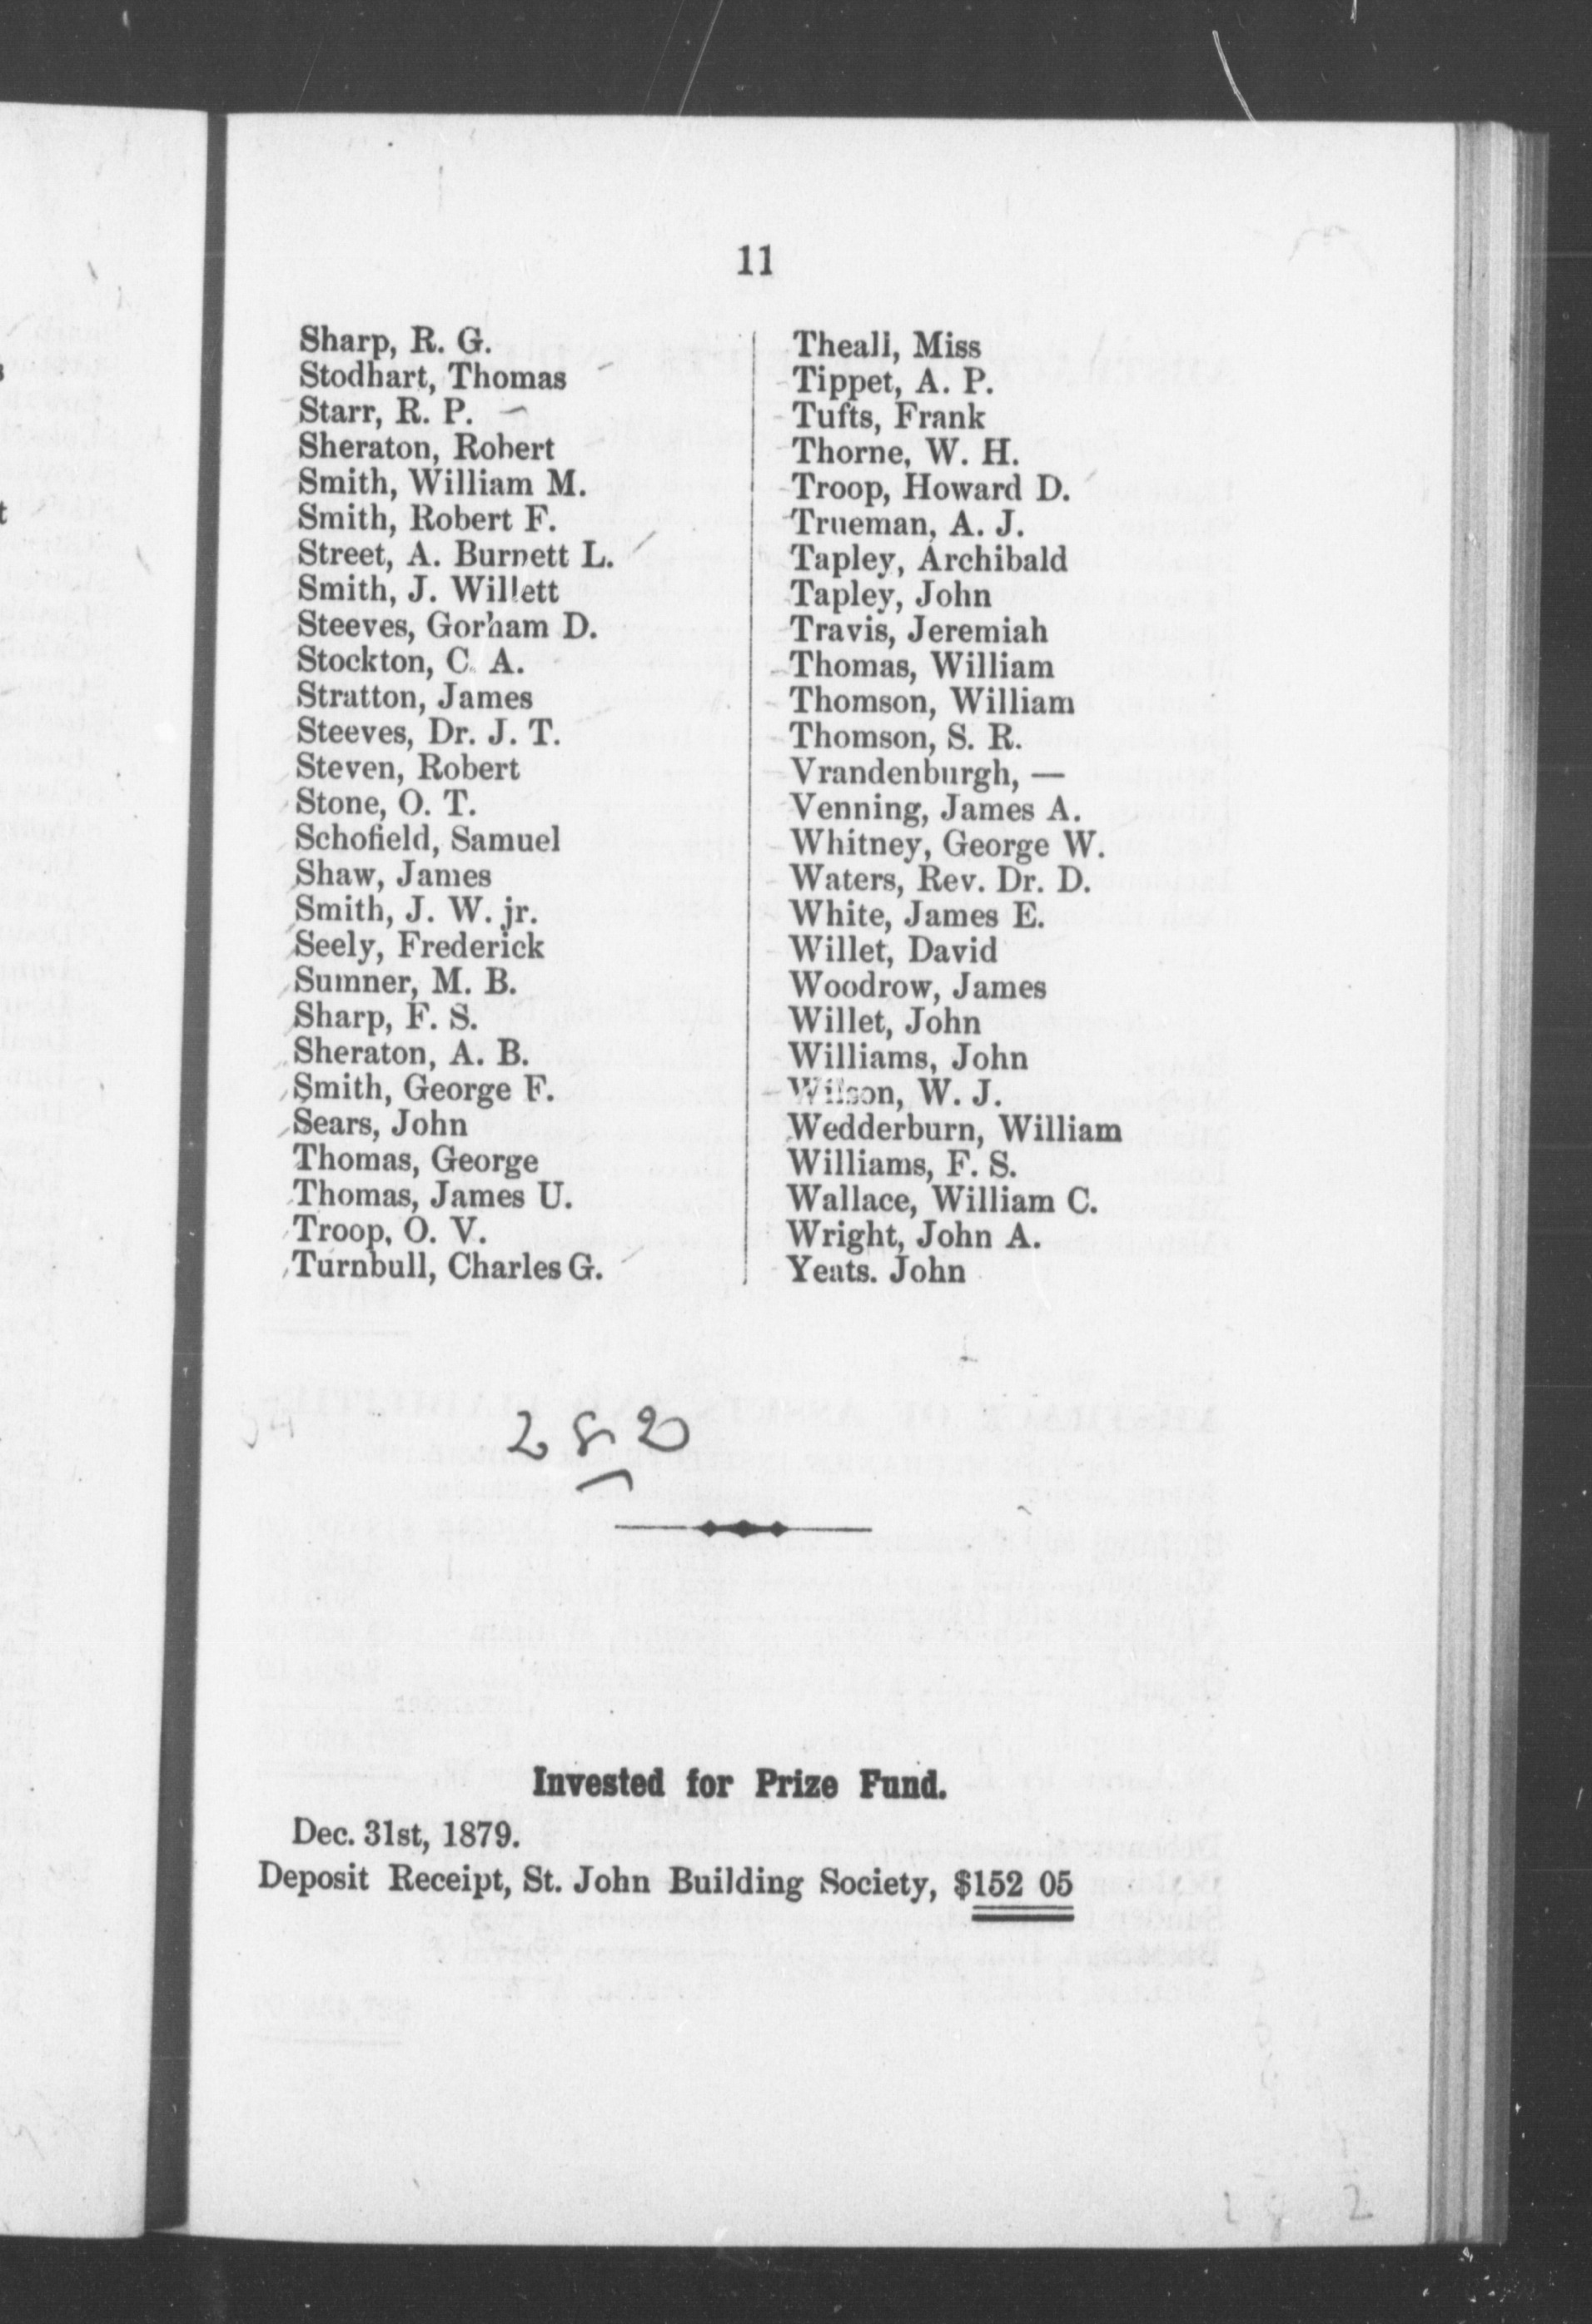 11
Sharp, R. G.
Stodhart, Thomas
Starr, R. P.
Sheraton, Robert
Smith, William M.
Smith, Robert F.
Street, A. Burnett L.
Smith, J. Willett
Steeves, Gorham D.
Stockton, C. A.
Stratton, James
Steeves, Dr. J. T.
Steven, Robert
Stone, O. T.
Schofield, Samuel
Shaw, James
Smith, J. W. jr.
Seely, Frederick
Sumner, M. B.
Sharp, F. S.
Sheraton, A. B.
Smith, George F.
Sears, John
Thomas, George
Thomas, James U.
Troop, O. V.
Turnbull, Charles G.
Theall, Miss
Tippet, A. P.
Tufts, Frank
Thorne, W. H.
Troop, Howard D.
Trueman, A. J.
Tapley, Archibald
Tapley, John
Travis, Jeremiah
Thomas, William
Thomson, William
Thomson, S. R.
Vrandenburgh, —
Venning, James A.
Whitney, George W.
Waters, Rev. Dr. D.
White, James E.
Willet, David
Woodrow, James
Willet, John
Williams, John
Wilson, W. J.
Wedderburn, William
Williams, F. S.
Wallace, William C.
Wright, John A.
Yeats. John
282
Invested for Prize Fund.
Dec. 31st, 1879.
Deposit Receipt, St. John Building Society, $152 05
282